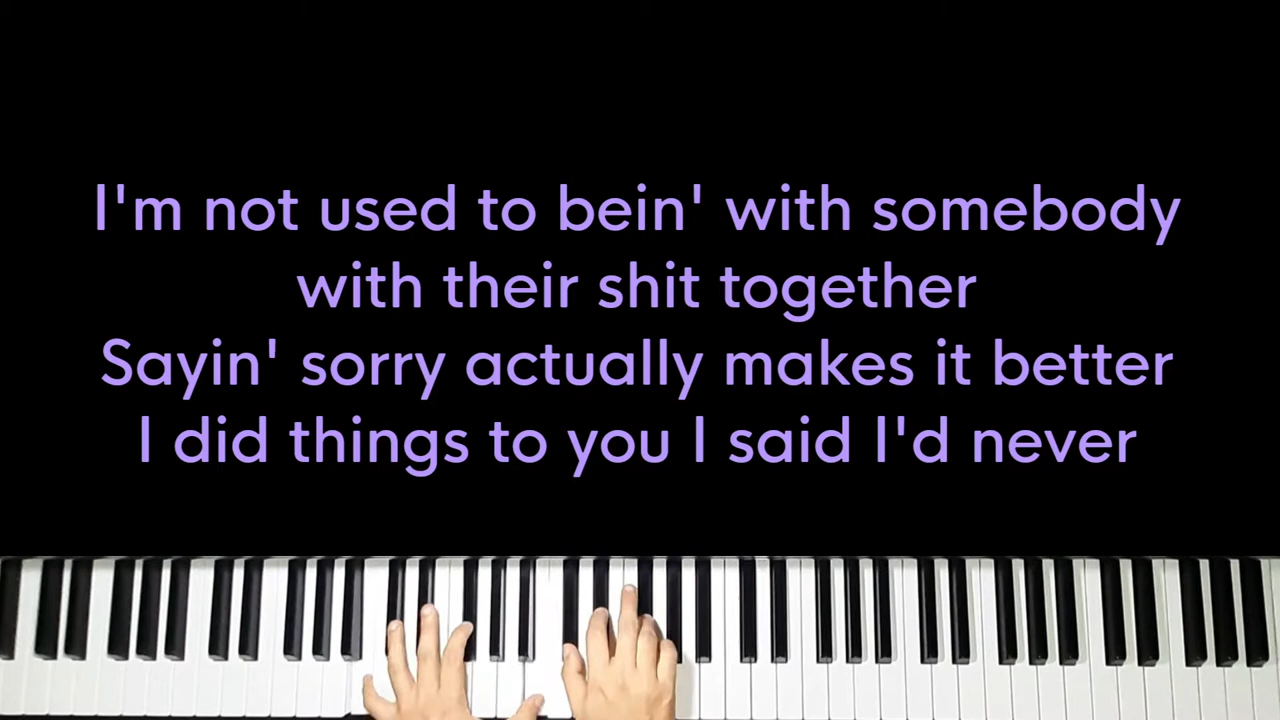 I'm not used to bein' with somebody
with their shit together
Sayin' sorry actually makes it better
I did things to you I said I'd never